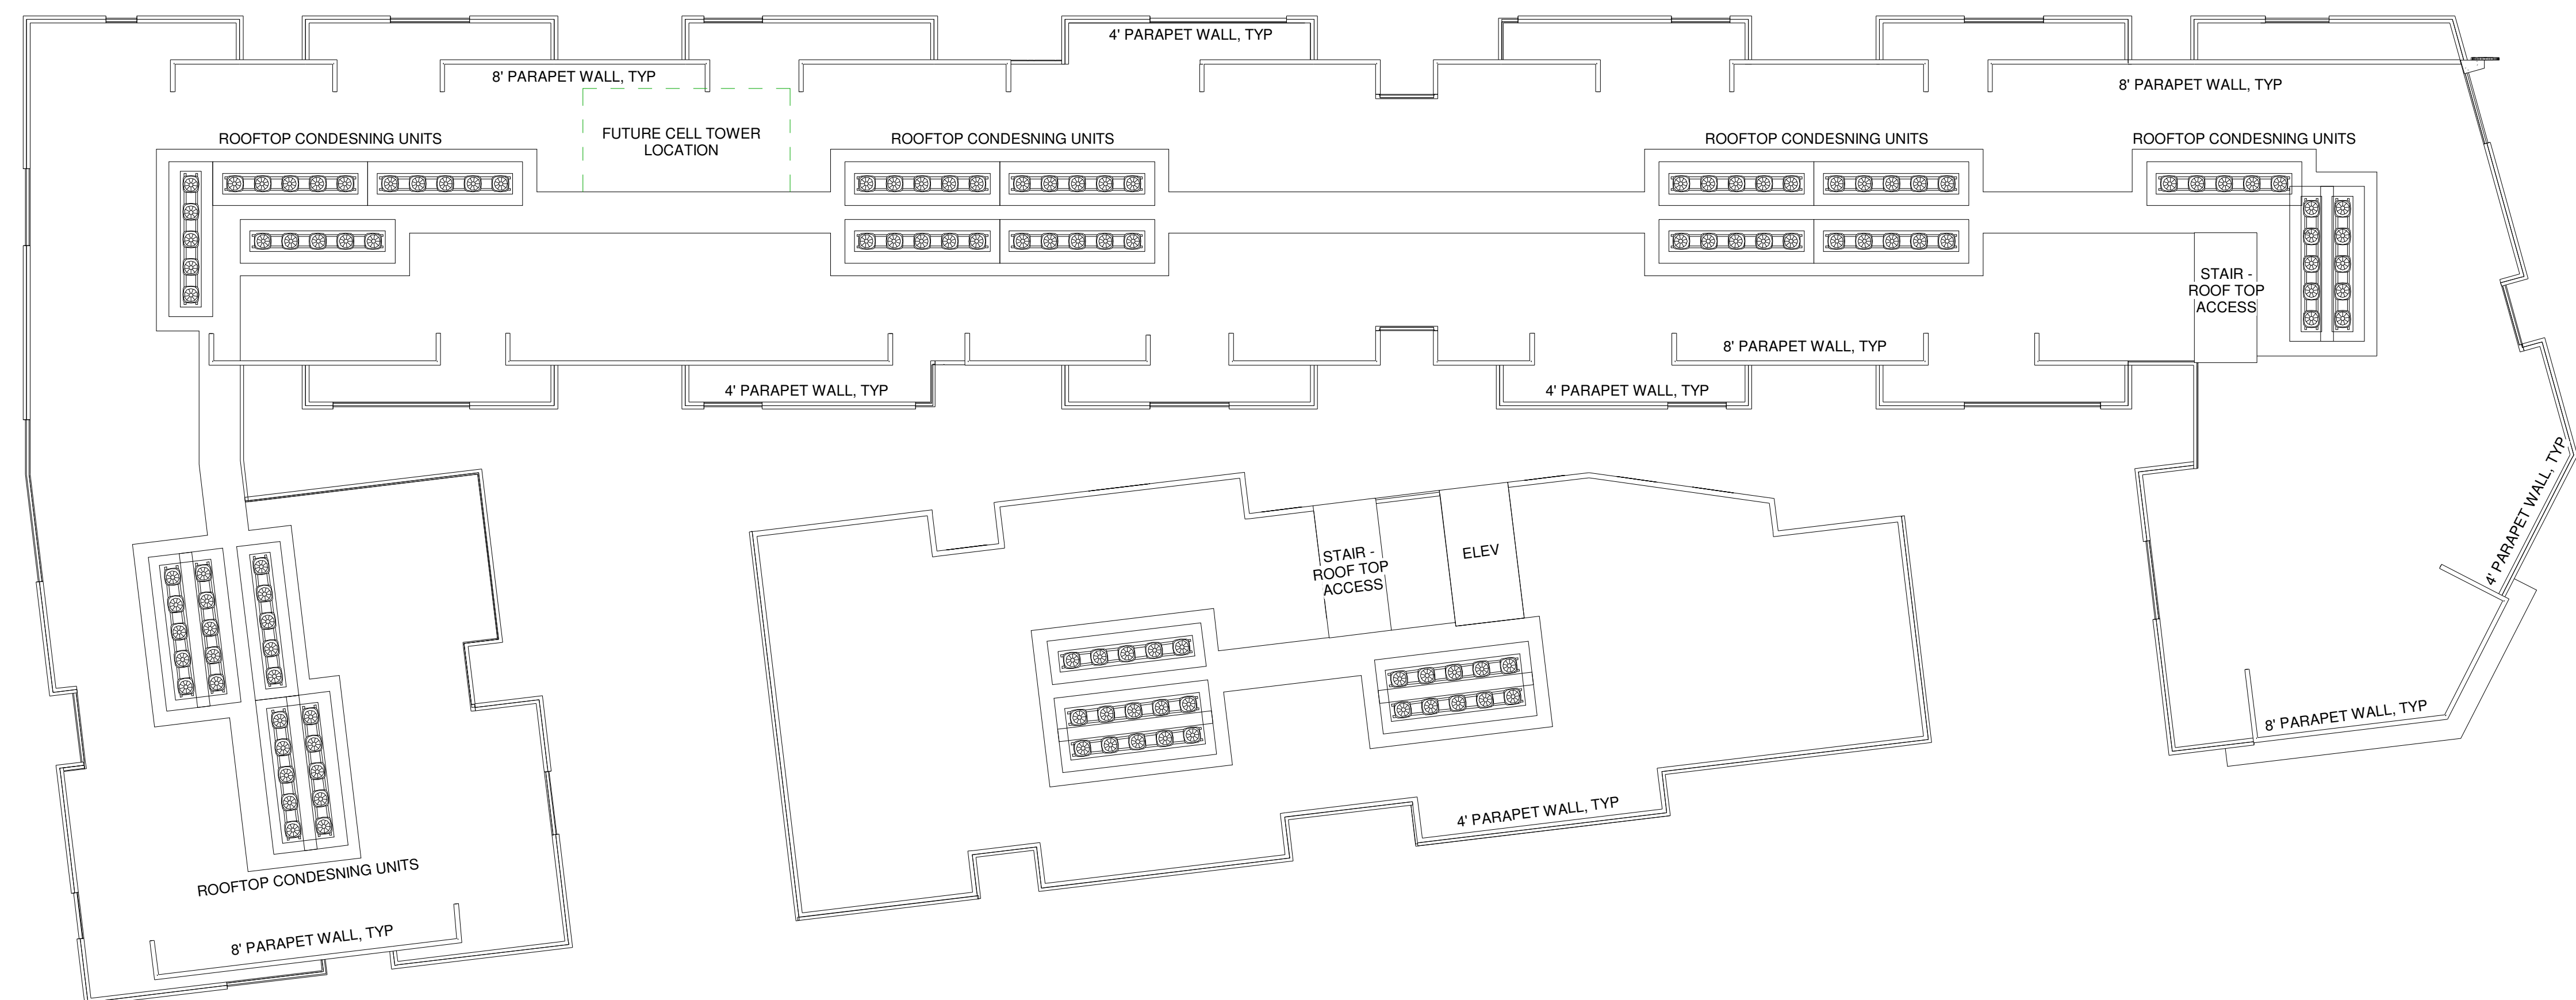 4' PARAPET WALL, TYP
8' PARAPET WALL, TYP
8' PARAPET WALL, TYP
ROOFTOP CONDESNING UNITS
FUTURE CELL TOWER
LOCATION
ROOFTOP CONDESNING UNITS
ROOFTOP CONDESNING UNITS
ROOFTOP CONDESNING UNITS
STAIR -
ROOF TOP
ACCESS
8' PARAPET WALL, TYP
4' PARAPET WALL, TYP
4' PARAPET WALL, TYP
4' PARAPET WALL, TYP
STAIR -
ROOF TOP
ACCESS
ELEV
8' PARAPET WALL, TYP
4' PARAPET WALL, TYP
ROOFTOP CONDESNING UNITS
8' PARAPET WALL, TYP